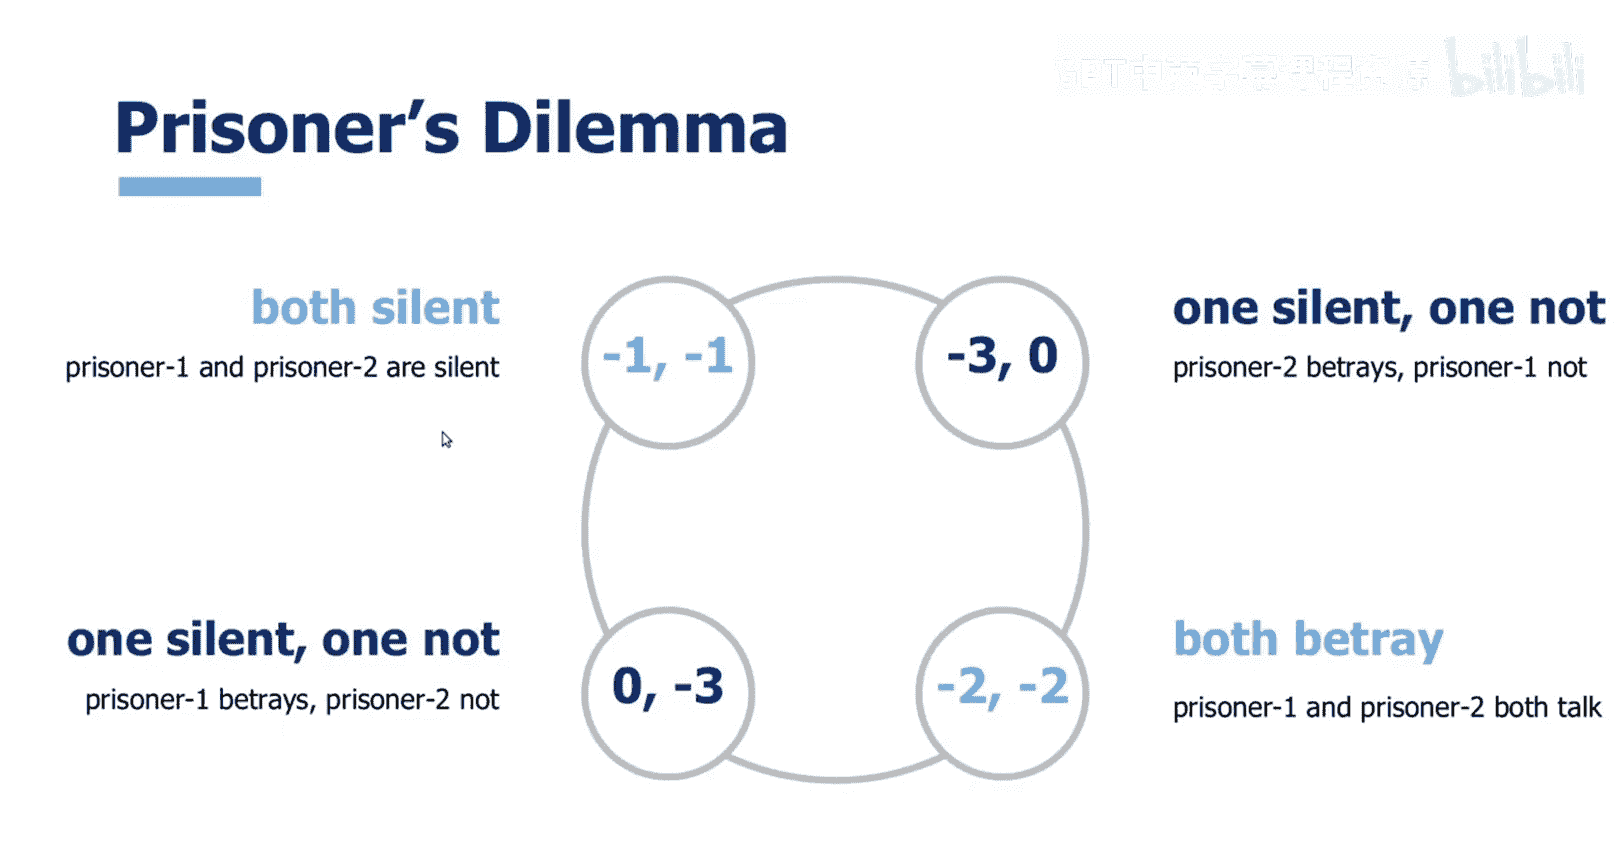 bilibili
Prisoner’s Dilemma
both silent
prisoner-1 and prisoner-2 are silent
-1, -1
-3, 0
one silent, one not
prisoner-2 betrays, prisoner-1 not
one silent, one not
prisoner-1 betrays, prisoner-2 not
0, -3
-2, -2
both betray
prisoner-1 and prisoner-2 both talk